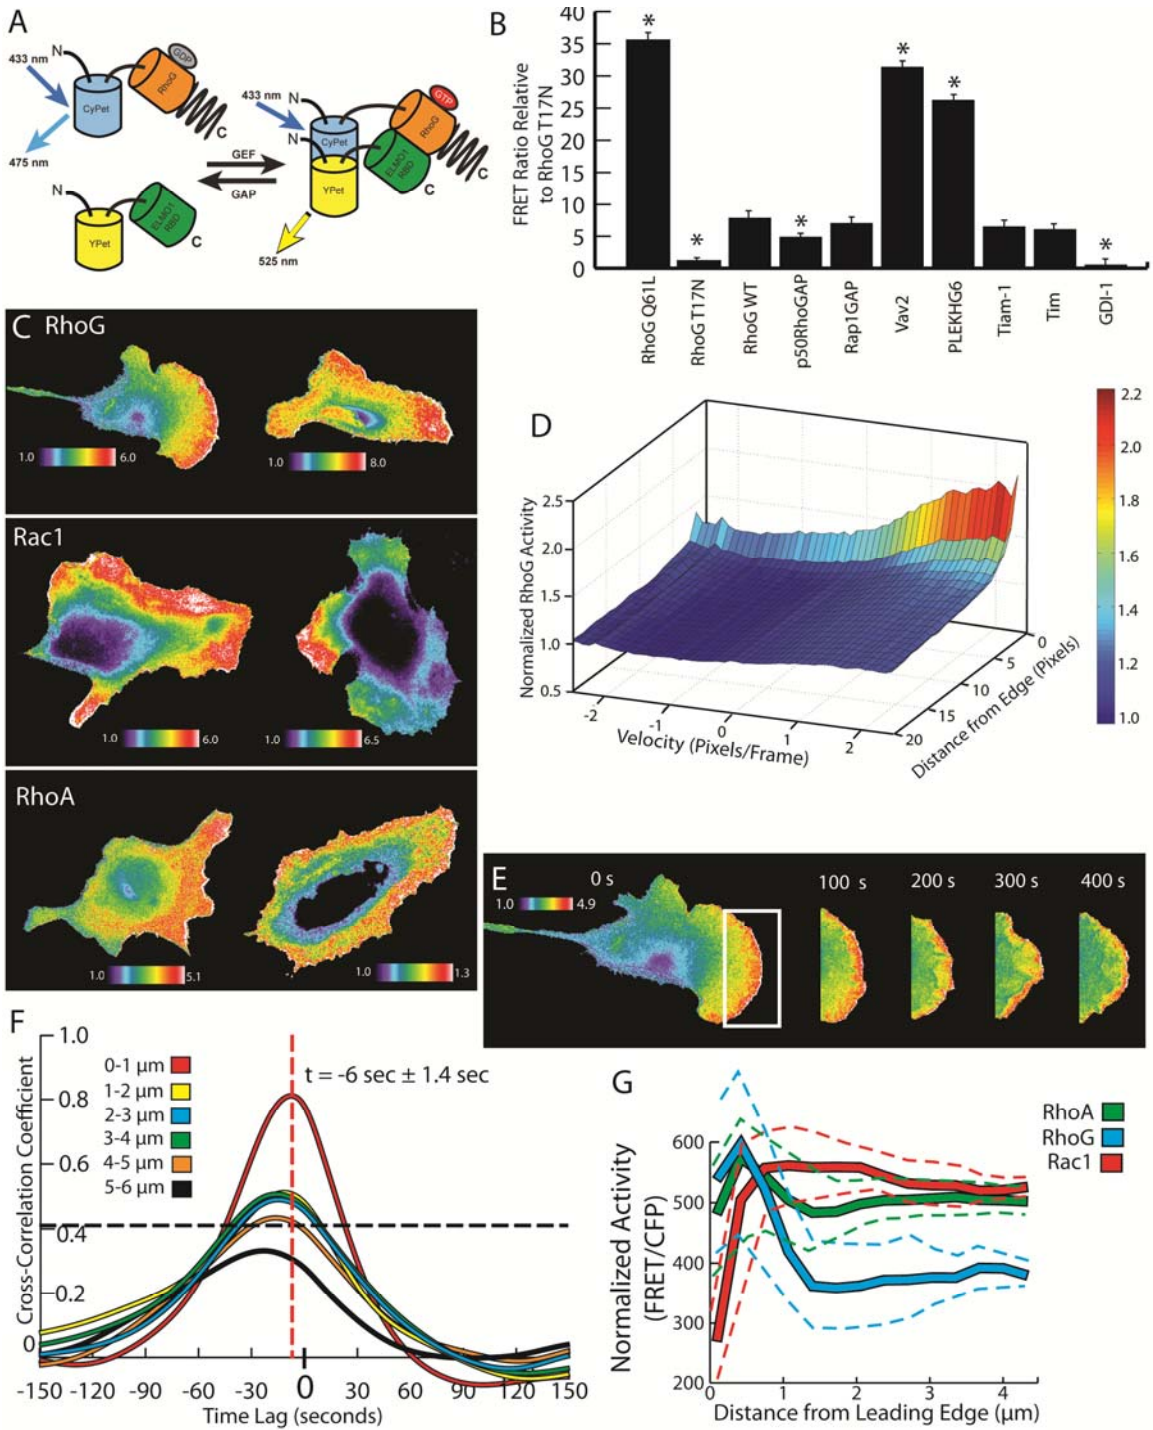 A
433 nm
N
GDP
RhoG
CyPet
C
475 nm
N
ELMO1
RBD
YPet
C
GEF
GAP
433 nm
N
N
GTP
CyPet
RhoG
ELMO1
RBD
YPet
C
C
525 nm
B
FRET Ratio Relative
to RhoG T17N
40
35
30
25
20
15
10
5
0
*
*
*
*
*
*
RhoG Q61L
RhoG T17N
RhoG WT
p50RhoGAP
Rap1GAP
Vav2
PLEKHG6
Tiam-1
Tim
GDI-1
C
RhoG
1.0
6.0
1.0
8.0
Rac1
1.0
6.0
1.0
6.5
RhoA
1.0
5.1
1.0
1.3
D
Normalized RhoG Activity
2.5
2.0
1.5
1.0
0.5
-2
-1
0
1
2
Velocity (Pixels/Frame)
0
5
10
15
20
Distance from Edge (Pixels)
2.2
2.0
1.8
1.6
1.4
1.2
1.0
E
0 s
100 s
200 s
300 s
400 s
1.0
4.9
F
Cross-Correlation Coefficient
1.0
0.8
0.6
0.4
0.2
0
0-1 µm
1-2 µm
2-3 µm
3-4 µm
4-5 µm
5-6 µm
t = -6 sec ± 1.4 sec
-150 -120 -90 -60 -30 0 30 60 90 120 150
Time Lag (seconds)
G
RhoA
RhoG
Rac1
Normalized Activity
(FRET/CFP)
600
500
400
300
200
0 1 2 3 4
Distance from Leading Edge (µm)